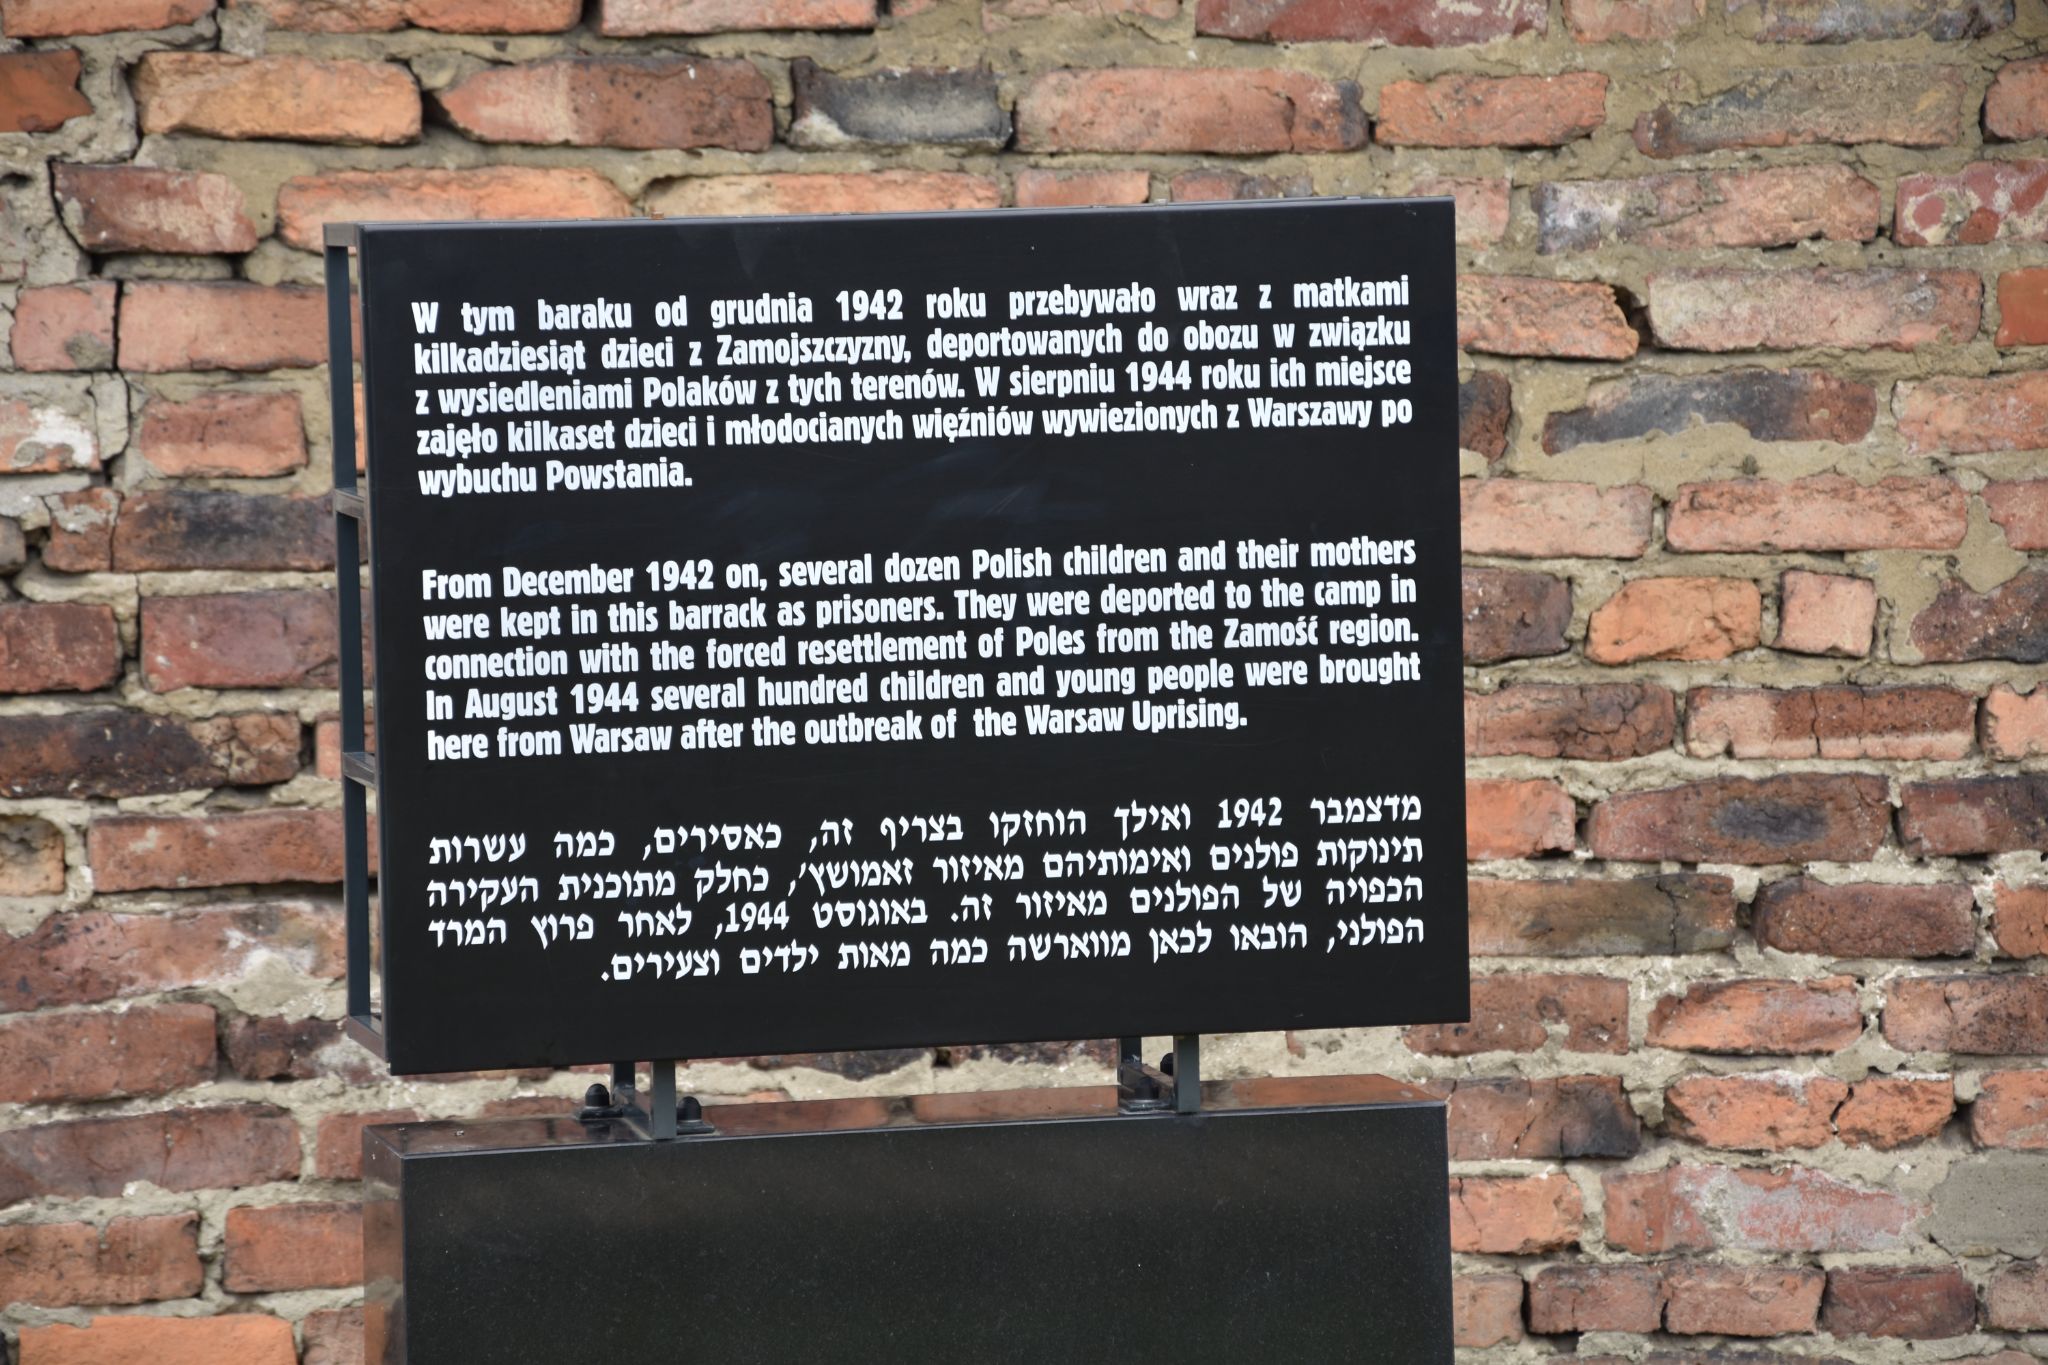 W tym baraku od grudnia 1942 roku przebywało wraz z matkami
kilkadziesiąt dzieci z Zamojszczyzny, deportowanych do obozu w związku
z wysiedleniami Polaków z tych terenów. W sierpniu 1944 roku ich miejsce
zajęło kilkaset dzieci i młodocianych więźniów wywiezionych z Warszawy po
wybuchu Powstania.
From December 1942 on, several dozen Polish children and their mothers
were kept in this barrack as prisoners. They were deported to the camp in
connection with the forced resettlement of Poles from the Zamość region.
In August 1944 several hundred children and young people were brought
here from Warsaw after the outbreak of the Warsaw Uprising.
מדצמבר 1942 ואילך הוחזקו בצריף זה, כאסירים, כמה עשרות
תינוקות פולנים ואימותיהם מאיזור זאמושץ', כחלק מתוכנית העקירה
הכפויה של הפולנים מאיזור זה. באוגוסט 1944, לאחר פרוץ המרד
הפולני, הובאו לכאן מווארשה כמה מאות ילדים וצעירים.